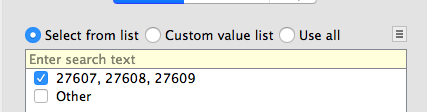 Select from list Custom value list Use all
Enter search text
27607, 27608, 27609
Other